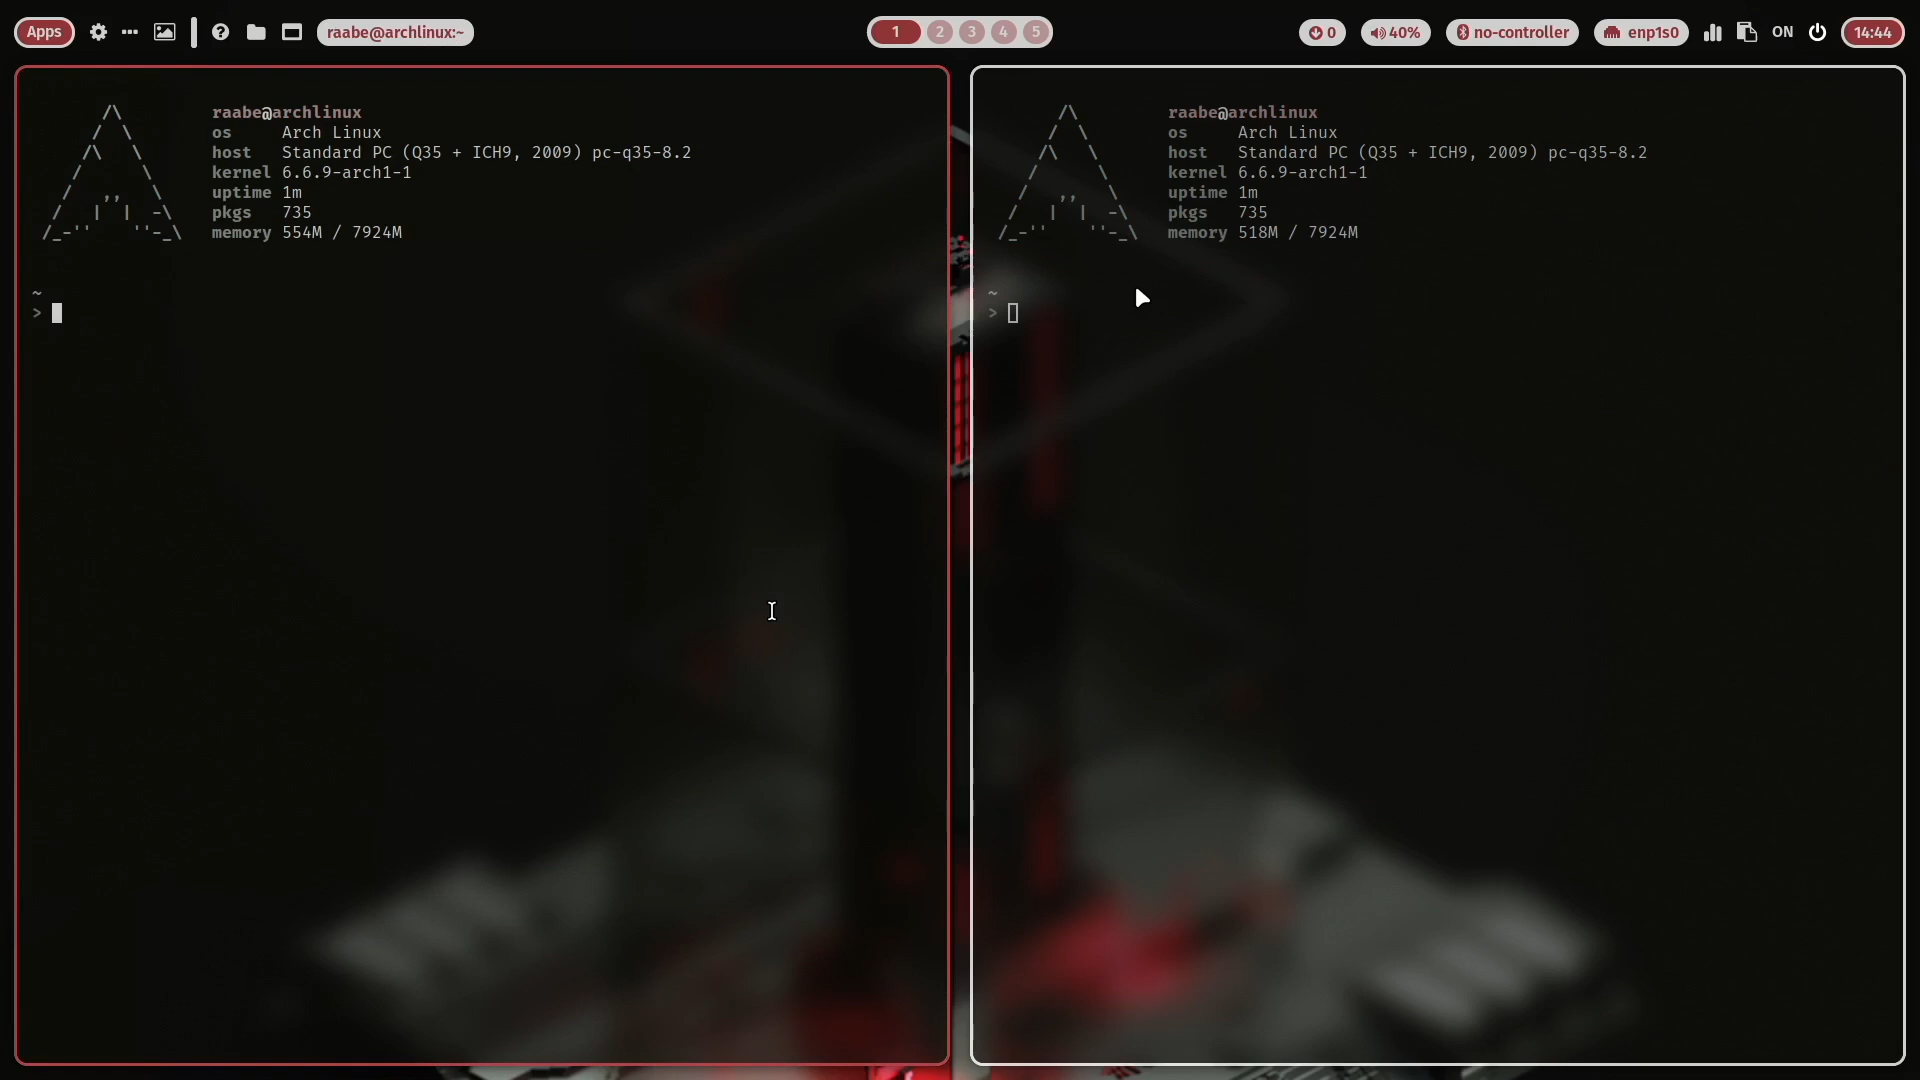 Apps raabe@archlinux:~ 1 2 3 4 5 0 40% no-controller enp1s0 ON 14:44
raabe@archlinux
os Arch Linux
host Standard PC (Q35 + ICH9, 2009) pc-q35-8.2
kernel 6.6.9-arch1-1
uptime 1m
pkgs 735
memory 554M / 7924M
~
>
raabe@archlinux
os Arch Linux
host Standard PC (Q35 + ICH9, 2009) pc-q35-8.2
kernel 6.6.9-arch1-1
uptime 1m
pkgs 735
memory 518M / 7924M
~
>